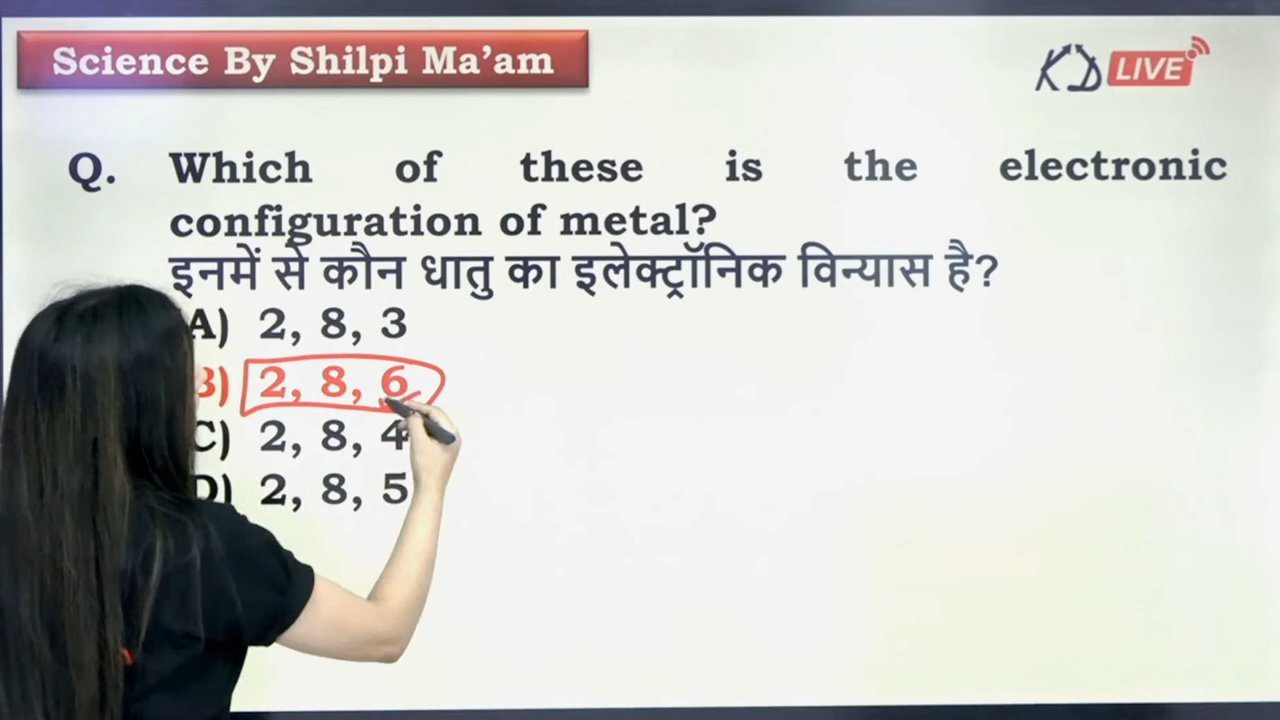 Science By Shilpi Ma'am
KD LIVE
Q. Which of these is the electronic
configuration of metal?
इनमें से कौन धातु का इलेक्ट्रॉनिक विन्यास है?
A) 2, 8, 3
B) 2, 8, 6
C) 2, 8, 4
D) 2, 8, 5